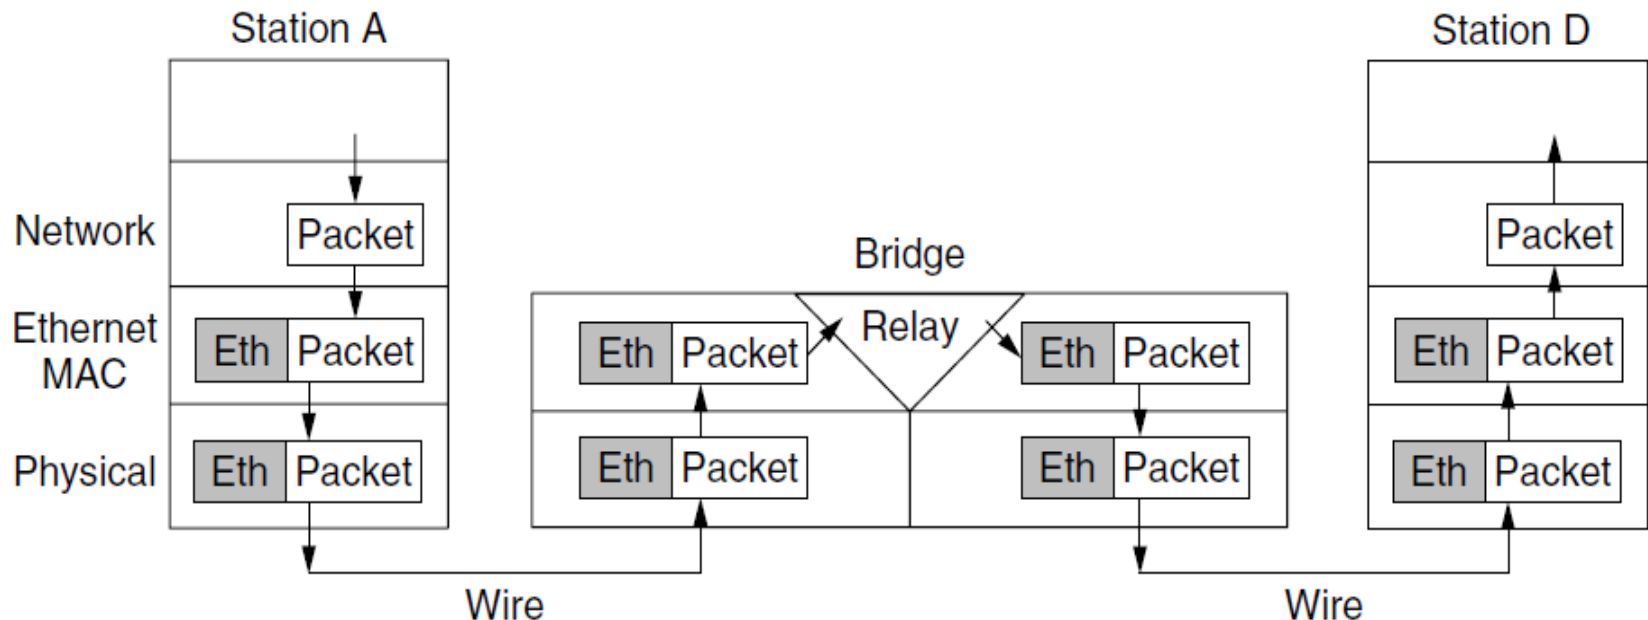 Station A
Station D
Network
Packet
Packet
Bridge
Ethernet
MAC
Eth Packet
Eth Packet
Relay
Eth Packet
Eth Packet
Physical
Eth Packet
Eth Packet
Eth Packet
Eth Packet
Wire
Wire